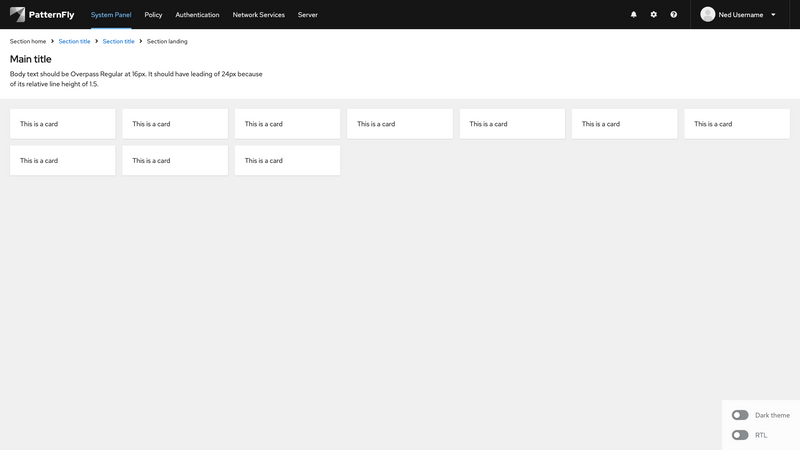 PatternFly System Panel Policy Authentication Network Services Server Ned Username
Section home Section title Section title Section landing
Main title
Body text should be Overpass Regular at 16px. It should have leading of 24px because
of its relative line height of 1.5.
This is a card This is a card This is a card This is a card This is a card This is a card This is a card
This is a card This is a card This is a card
Dark theme
RTL